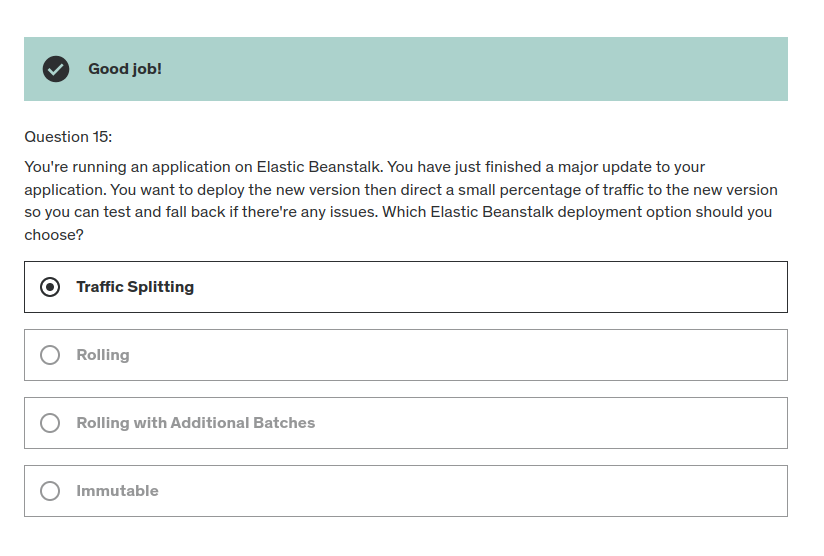 Good job!
Question 15:
You're running an application on Elastic Beanstalk. You have just finished a major update to your
application. You want to deploy the new version then direct a small percentage of traffic to the new version
so you can test and fall back if there're any issues. Which Elastic Beanstalk deployment option should you
choose?
Traffic Splitting
Rolling
Rolling with Additional Batches
Immutable